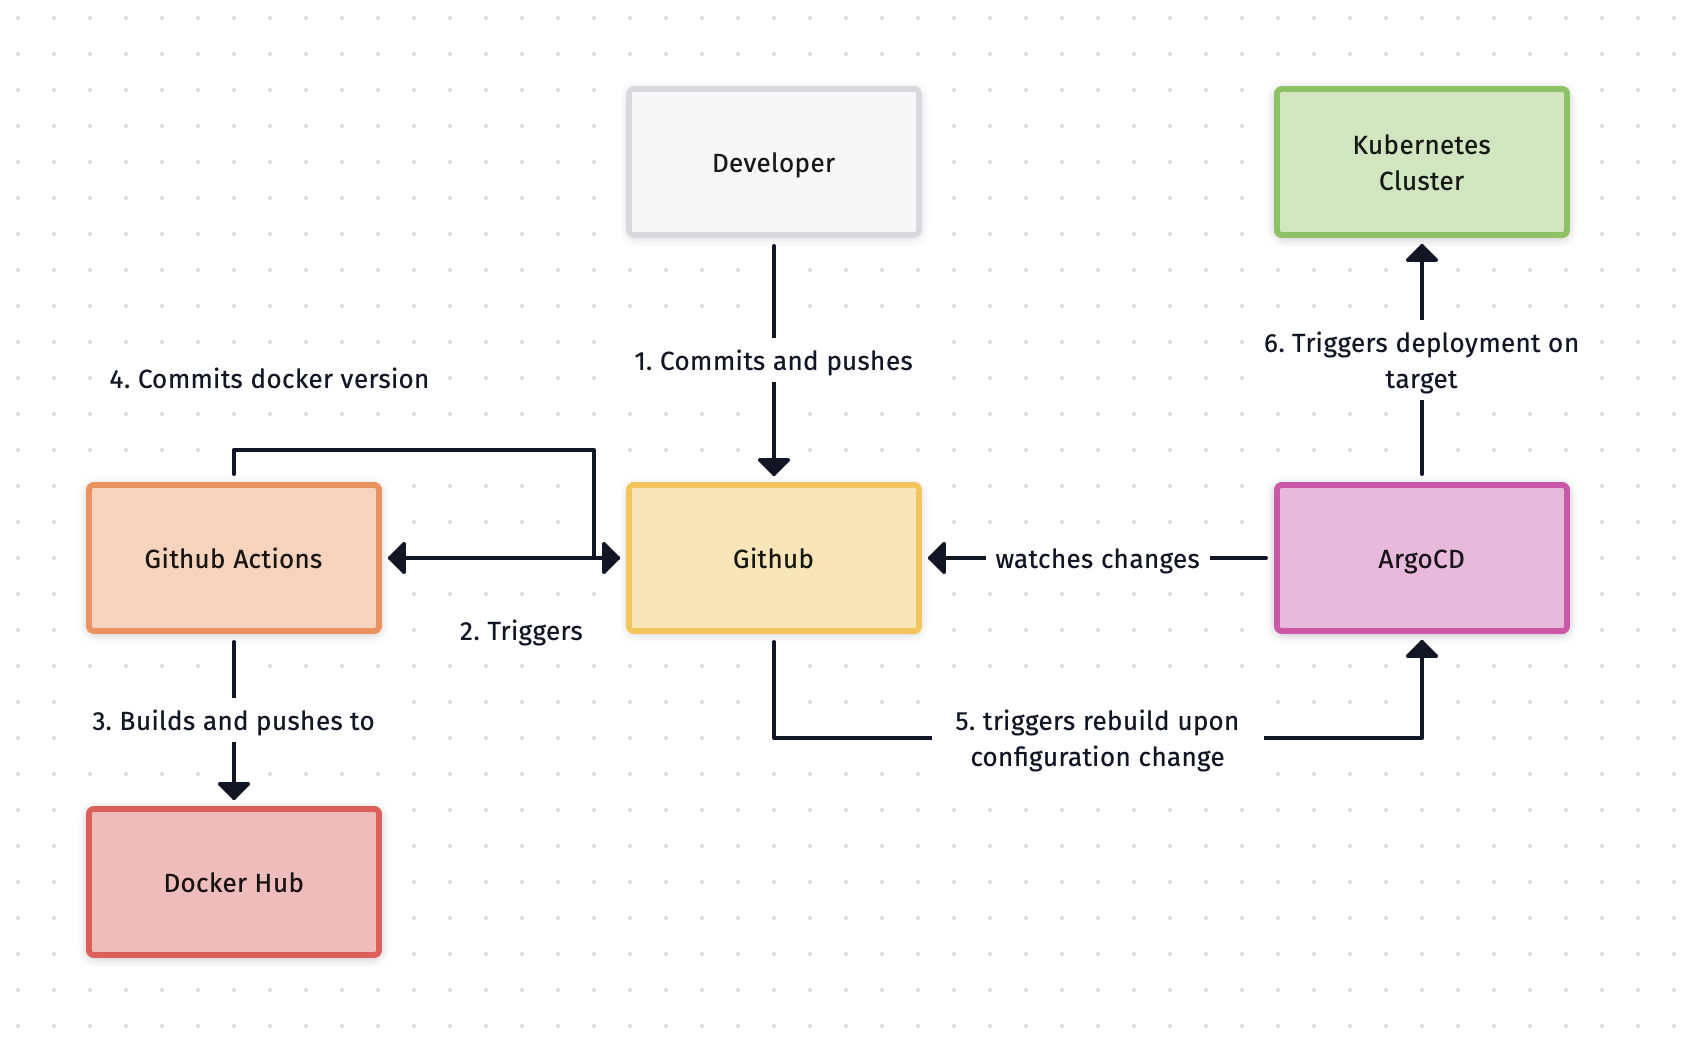 Developer
Kubernetes
Cluster
1. Commits and pushes
6. Triggers deployment on
target
4. Commits docker version
Github Actions
Github
watches changes
ArgoCD
2. Triggers
3. Builds and pushes to
5. triggers rebuild upon
configuration change
Docker Hub